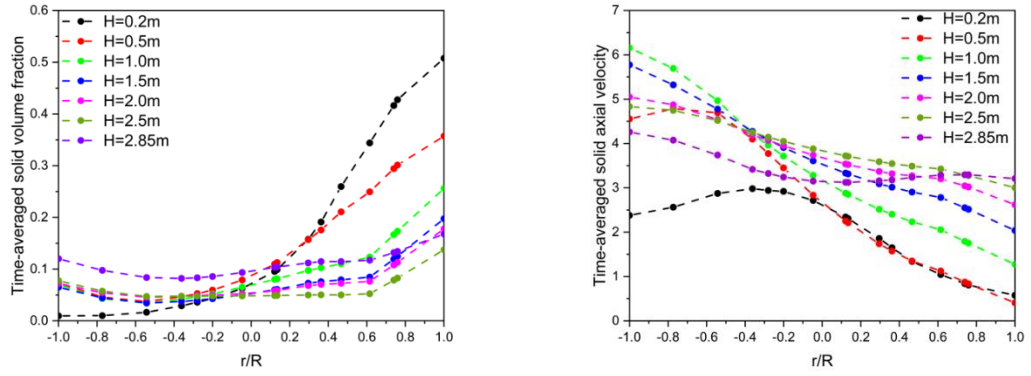 Time-averaged solid volume fraction
0.6
0.5
0.4
0.3
0.2
0.1
0.0
H=0.2m
H=0.5m
H=1.0m
H=1.5m
H=2.0m
H=2.5m
H=2.85m
-1.0 -0.8 -0.6 -0.4 -0.2 0.0 0.2 0.4 0.6 0.8 1.0
r/R
Time-averaged solid axial velocity
7
6
5
4
3
2
1
0
H=0.2m
H=0.5m
H=1.0m
H=1.5m
H=2.0m
H=2.5m
H=2.85m
-1.0 -0.8 -0.6 -0.4 -0.2 0.0 0.2 0.4 0.6 0.8 1.0
r/R